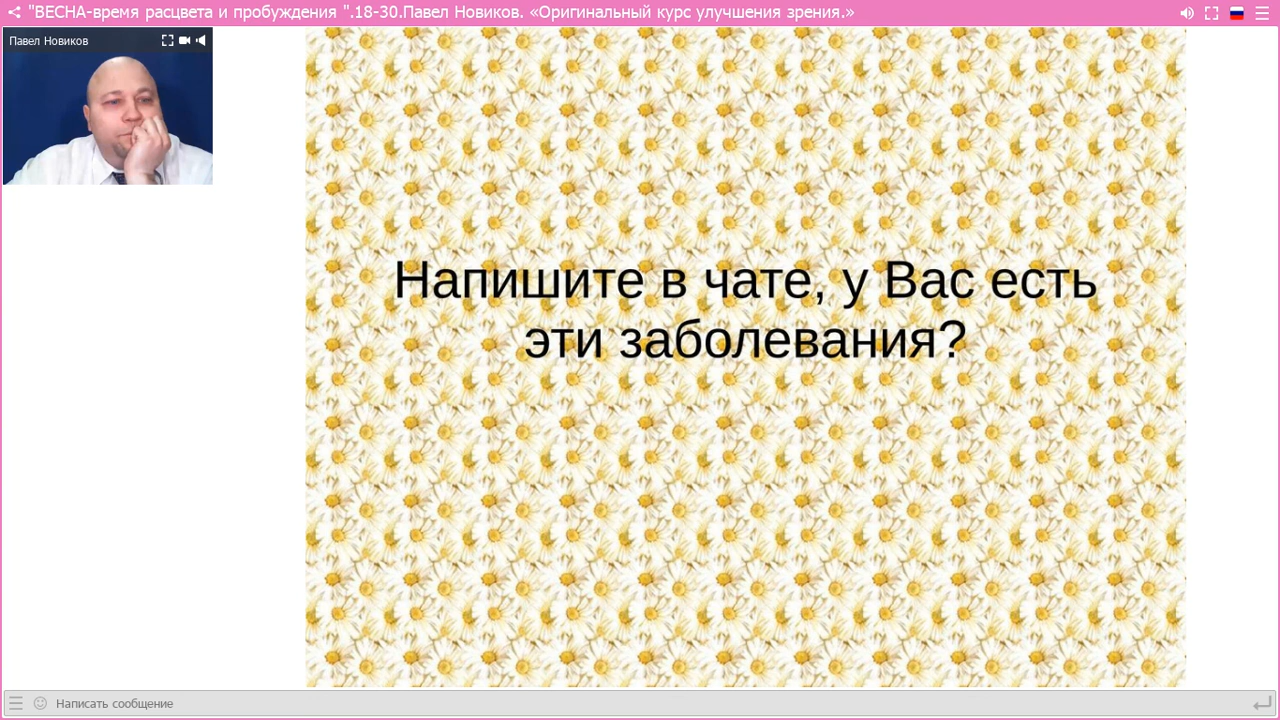 "ВЕСНА-время расцвета и пробуждения ".18-30.Павел Новиков. «Оригинальный курс улучшения зрения.»
Павел Новиков
Напишите в чате, у Вас есть
эти заболевания?
Написать сообщение